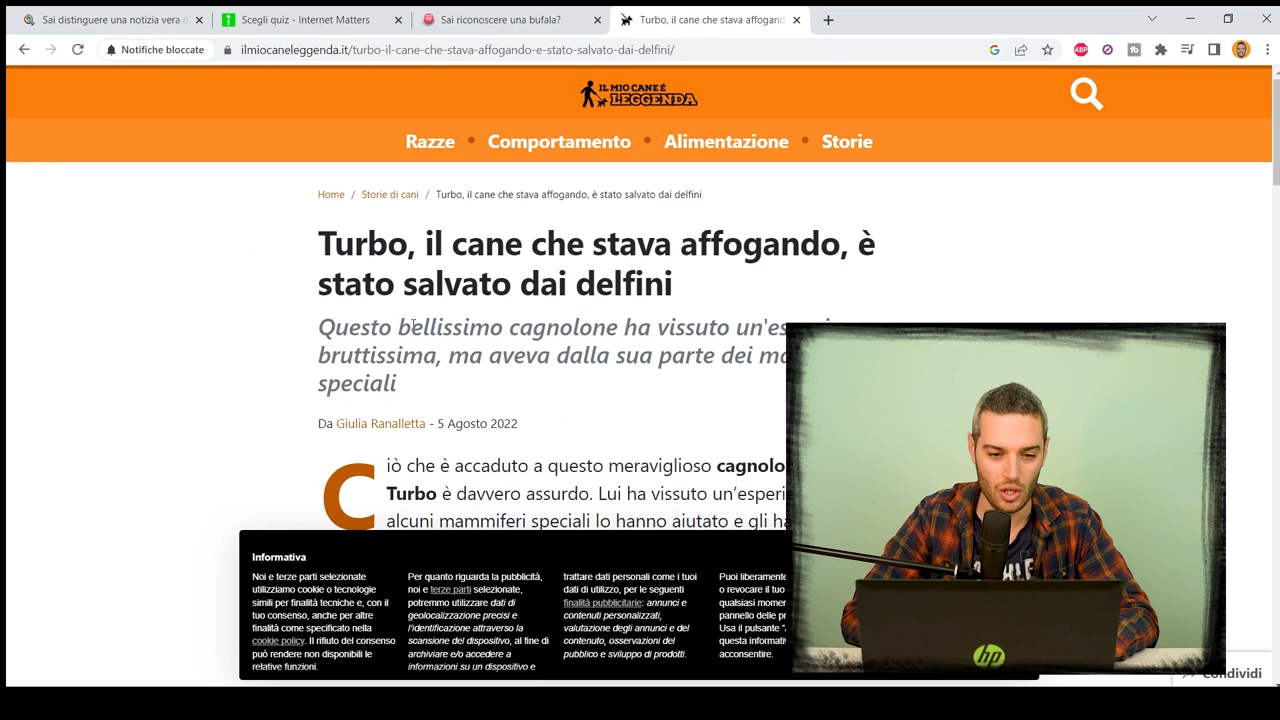 Sai distinguere una notizia vera d
Scegli quiz - Internet Matters
Sai riconoscere una bufala?
Turbo, il cane che stava affogand
Notifiche bloccate
ilmiocaneleggenda.it/turbo-il-cane-che-stava-affogando-e-stato-salvato-dai-delfini/
ABP
IL MIO CANE É
LEGGENDA
Razze • Comportamento • Alimentazione • Storie
Home / Storie di cani / Turbo, il cane che stava affogando, è stato salvato dai delfini
Turbo, il cane che stava affogando, è
stato salvato dai delfini
Questo bellissimo cagnolone ha vissuto
bruttissima, ma aveva dalla sua parte dei
speciali
Da Giulia Ranalletta - 5 Agosto 2022
Ciò che è accaduto a questo meraviglioso
Turbo è davvero assurdo. Lui ha vissuto
alcuni mammiferi speciali lo hanno aiutato e gli
Informativa
Noi e terze parti selezionate
utilizziamo cookie o tecnologie
simili per finalità tecniche e, con il
tuo consenso, anche per altre
finalità come specificato nella
cookie policy. Il rifiuto del consenso
può rendere non disponibili le
relative funzioni.
Per quanto riguarda la pubblicità,
noi e terze parti selezionate,
potremmo utilizzare dati di
geolocalizzazione precisi e
l'identificazione attraverso la
scansione del dispositivo, al fine di
archiviare e/o accedere a
informazioni su un dispositivo e
trattare dati personali come i tuoi
dati di utilizzo, per le seguenti
finalità pubblicitarie: annunci e
contenuti personalizzati,
valutazione degli annunci e del
contenuto, osservazioni del
pubblico e sviluppo di prodotti.
Puoi liberamente
o revocare il tuo
qualsiasi momen
pannello delle pr
Usa il pulsante "A
questa informati
acconsentire.
hp
Condividi